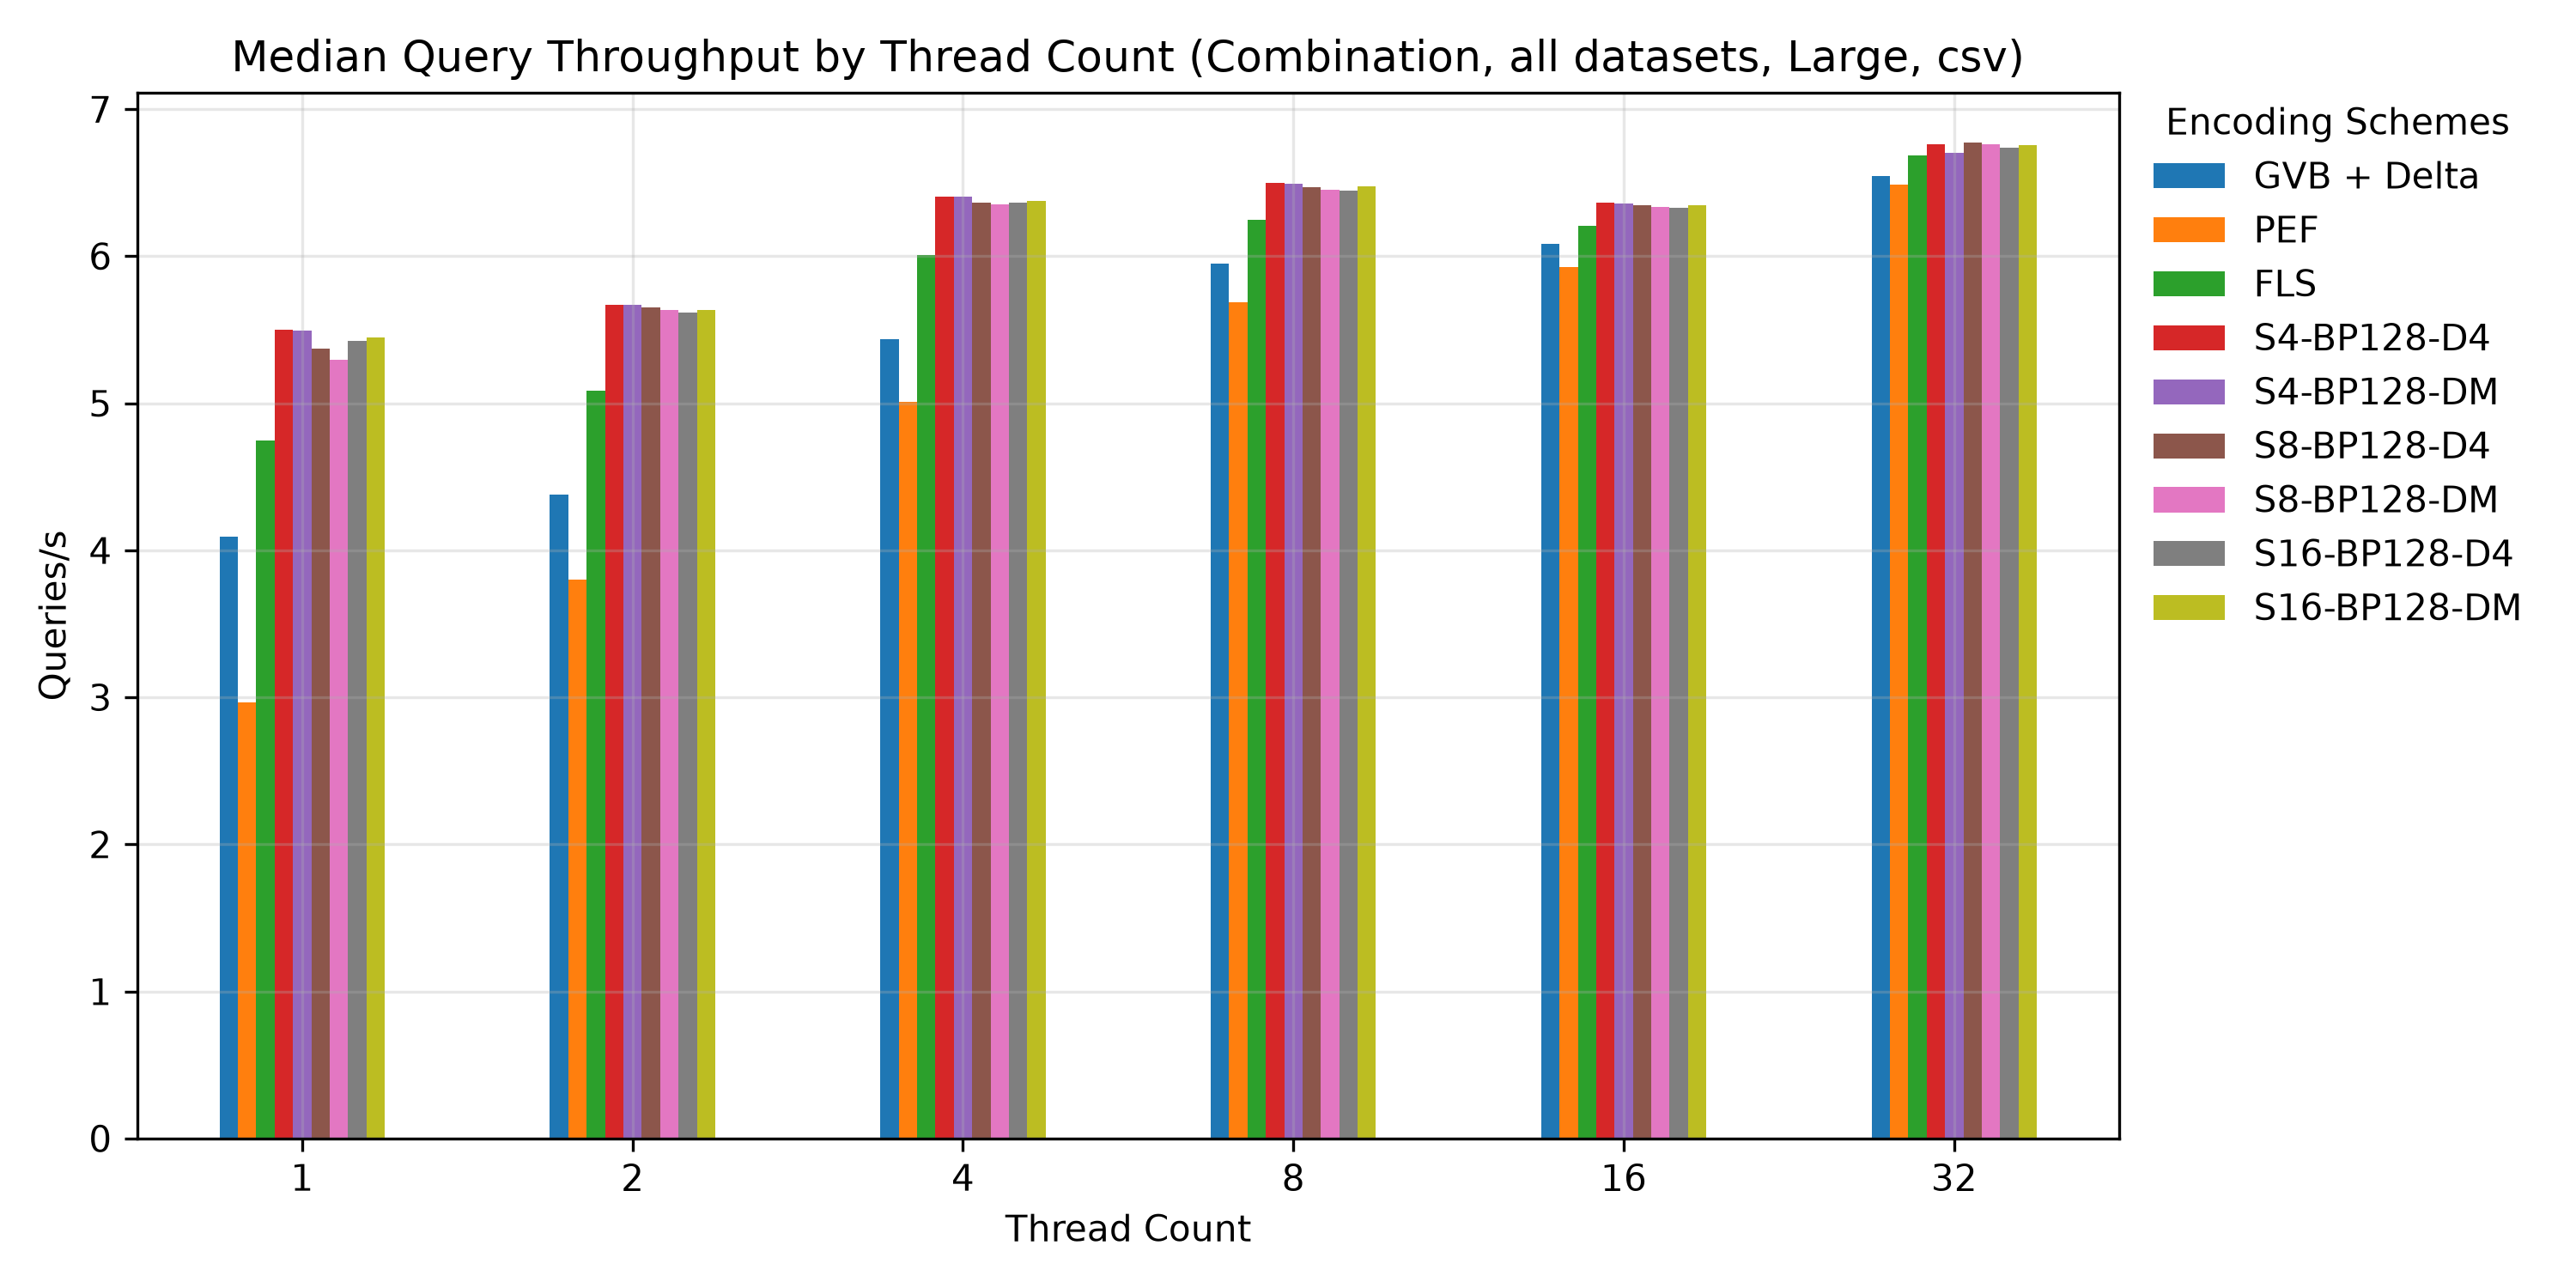 Median Query Throughput by Thread Count (Combination, all datasets, Large, csv)
Queries/s
7
6
5
4
3
2
1
0
1 2 4 8 16 32
Thread Count
Encoding Schemes
GVB + Delta
PEF
FLS
S4-BP128-D4
S4-BP128-DM
S8-BP128-D4
S8-BP128-DM
S16-BP128-D4
S16-BP128-DM